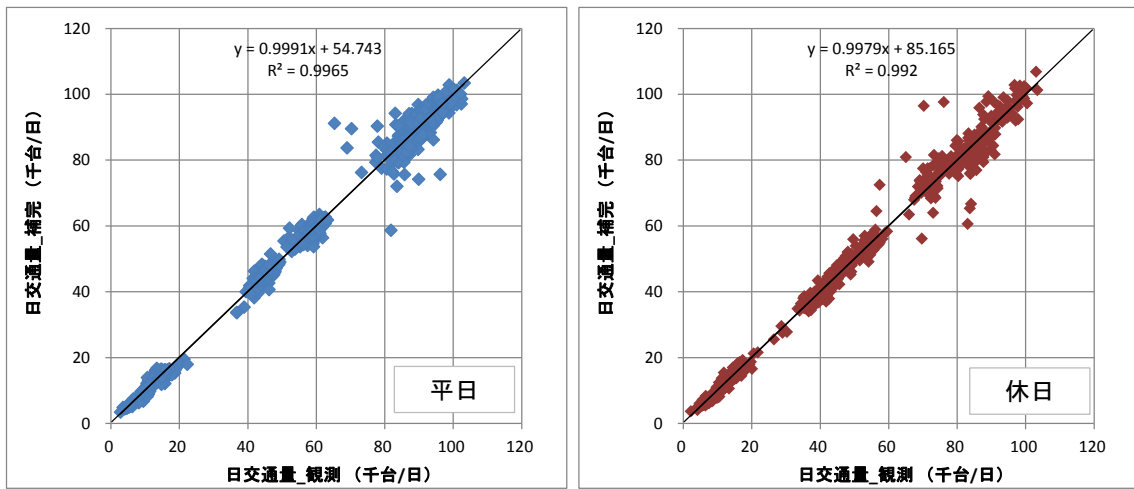 120
100
80
60
40
20
0
0 20 40 60 80 100 120
y = 0.9991x + 54.743
R² = 0.9965
平日
日交通量_補完 （千台/日）
日交通量_観測 （千台/日）
120
100
80
60
40
20
0
0 20 40 60 80 100 120
y = 0.9979x + 85.165
R² = 0.992
休日
日交通量_補完 （千台/日）
日交通量_観測 （千台/日）